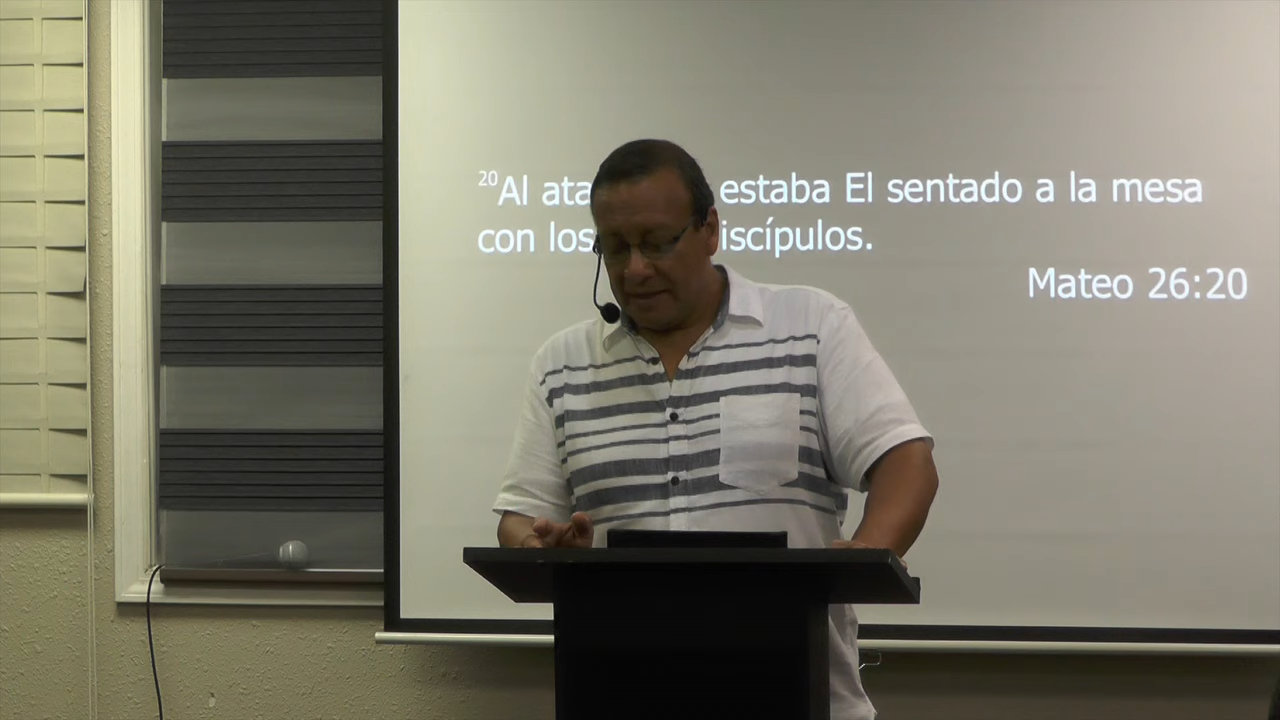 20Al ata estaba El sentado a la mesa
con los iscípulos.
Mateo 26:20